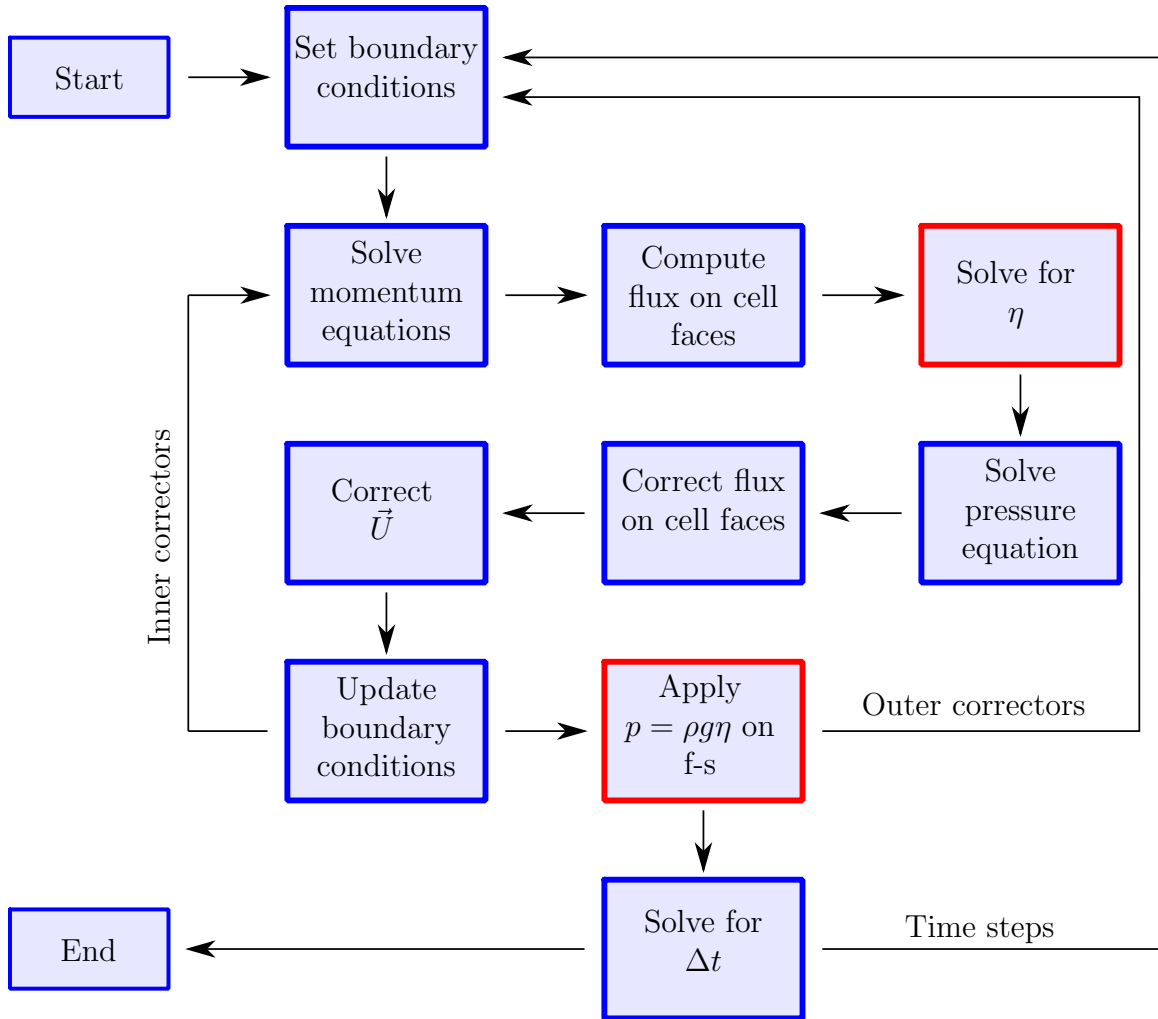 Start
Set boundary
conditions
Solve
momentum
equations
Compute
flux on cell
faces
Solve for
η
Inner correctors
Correct
U⃗
Correct flux
on cell faces
Solve
pressure
equation
Update
boundary
conditions
Apply
p = ρgη on
f-s
Outer correctors
End
Solve for
Δt
Time steps